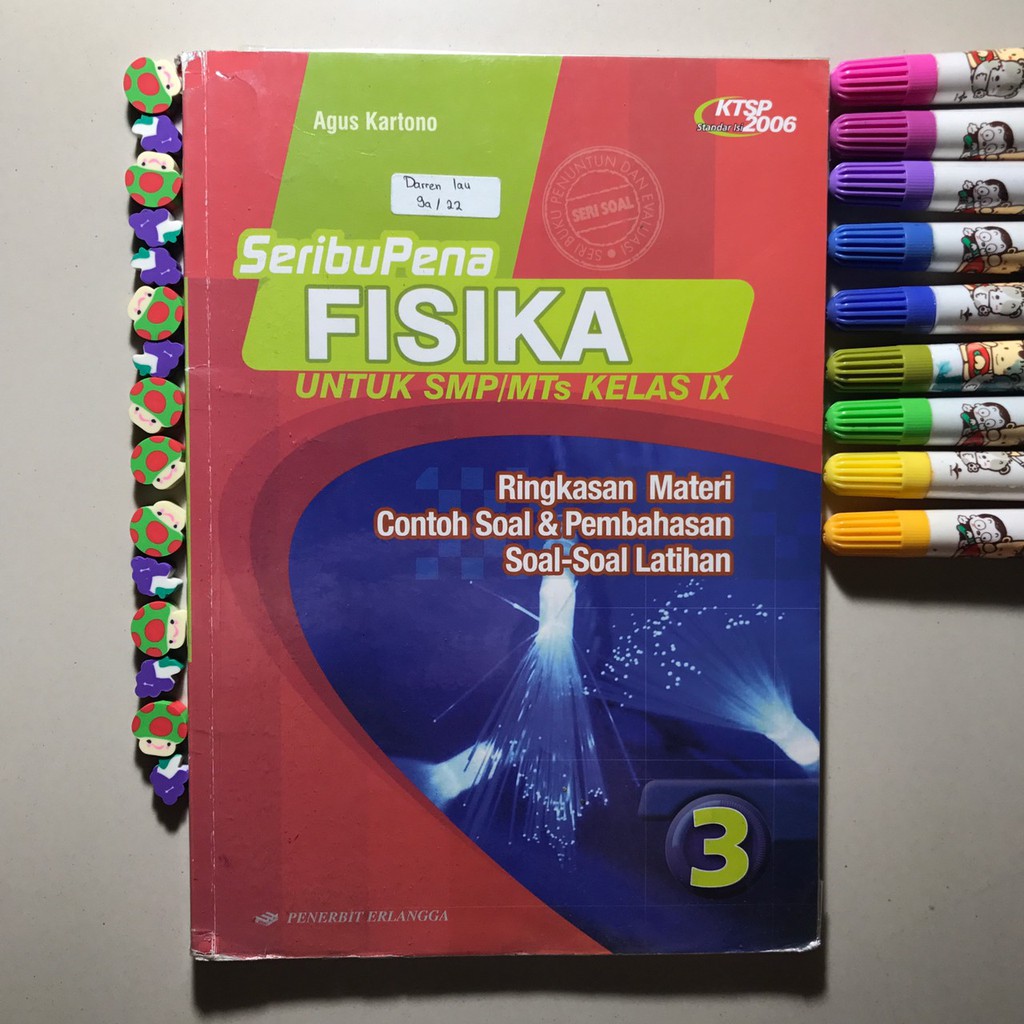 Agus Kartono
KTSP
Standar Isi 2006
Darren lau
9a / 22
SERI BUKU PENUNTUN DAN EVALUASI
SERI SOAL
SeribuPena
FISIKA
UNTUK SMP/MTs KELAS IX
Ringkasan Materi
Contoh Soal & Pembahasan
Soal-Soal Latihan
3
PENERBIT ERLANGGA